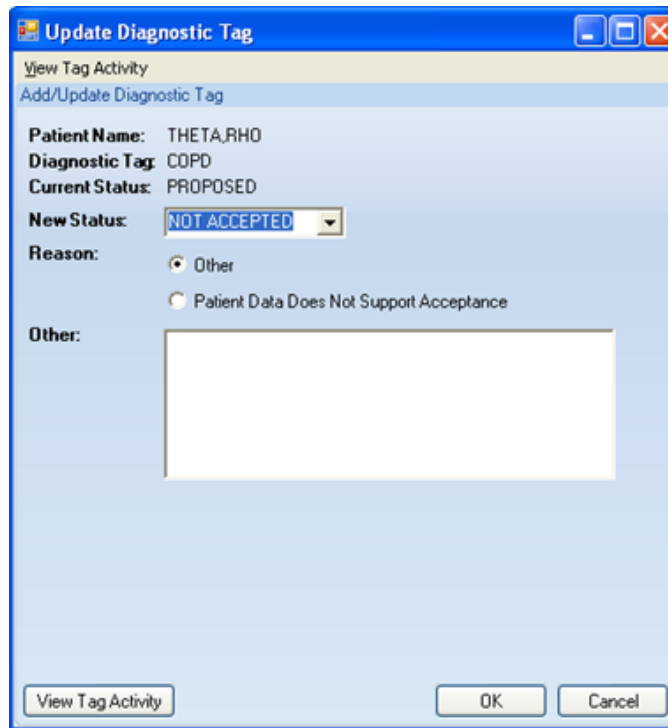 Update Diagnostic Tag
View Tag Activity
Add/Update Diagnostic Tag
Patient Name: THETA,RHO
Diagnostic Tag: COPD
Current Status: PROPOSED
New Status: NOT ACCEPTED
Reason: Other
Patient Data Does Not Support Acceptance
Other:
View Tag Activity OK Cancel